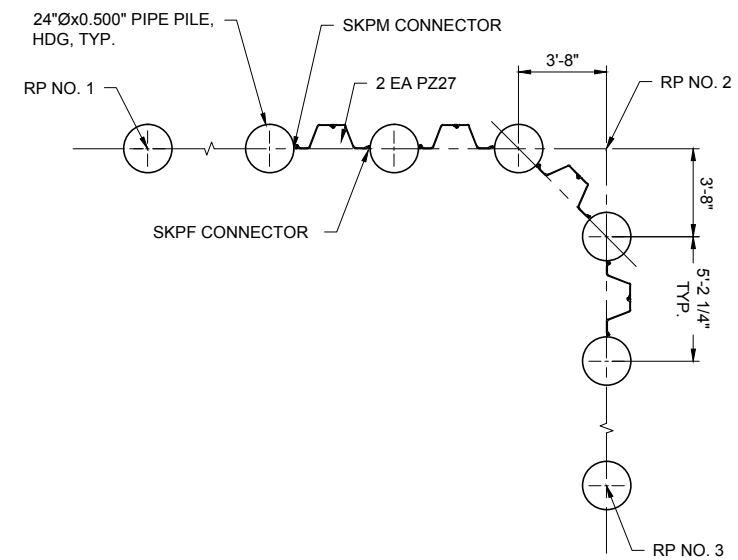 24"Øx0.500" PIPE PILE,
HDG, TYP.
SKPM CONNECTOR
3'-8"
RP NO. 1
2 EA PZ27
RP NO. 2
3'-8"
SKPF CONNECTOR
5'-2 1/4"
TYP.
RP NO. 3